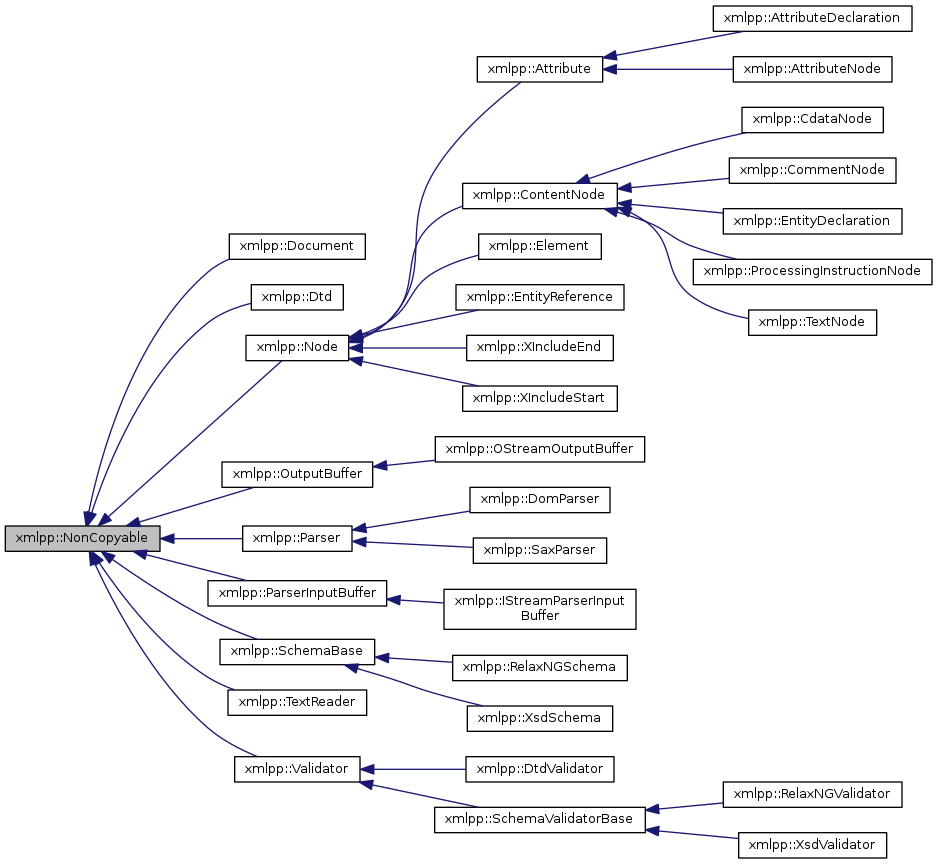 xmlpp::AttributeDeclaration
xmlpp::Attribute
xmlpp::AttributeNode
xmlpp::CdataNode
xmlpp::CommentNode
xmlpp::ContentNode
xmlpp::EntityDeclaration
xmlpp::Document
xmlpp::Element
xmlpp::ProcessingInstructionNode
xmlpp::Dtd
xmlpp::EntityReference
xmlpp::TextNode
xmlpp::Node
xmlpp::XIncludeEnd
xmlpp::XIncludeStart
xmlpp::OStreamOutputBuffer
xmlpp::OutputBuffer
xmlpp::DomParser
xmlpp::NonCopyable
xmlpp::Parser
xmlpp::SaxParser
xmlpp::ParserInputBuffer
xmlpp::IStreamParserInput
Buffer
xmlpp::SchemaBase
xmlpp::RelaxNGSchema
xmlpp::TextReader
xmlpp::XsdSchema
xmlpp::Validator
xmlpp::DtdValidator
xmlpp::RelaxNGValidator
xmlpp::SchemaValidatorBase
xmlpp::XsdValidator